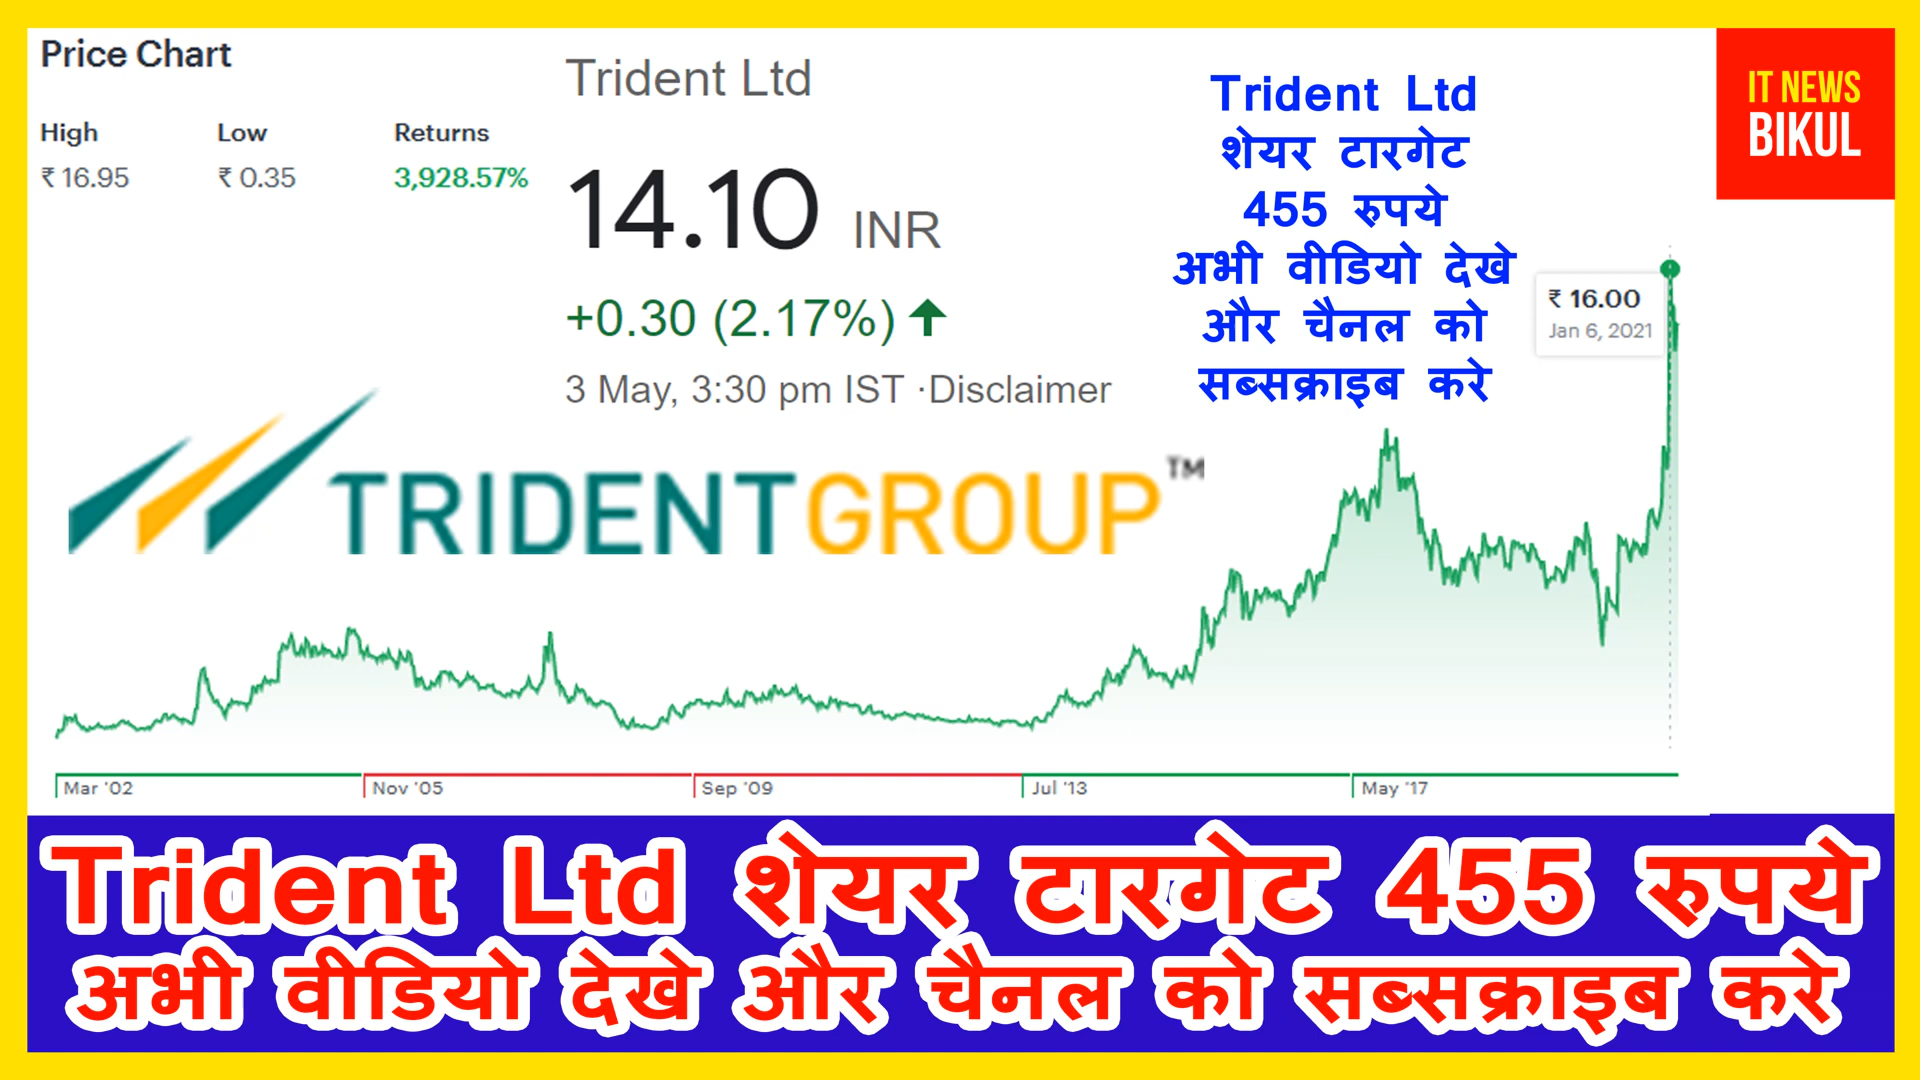 Price Chart
High Low Returns
₹ 16.95 ₹ 0.35 3,928.57%
Trident Ltd
14.10 INR
+0.30 (2.17%)
3 May, 3:30 pm IST ·Disclaimer
Trident Ltd
शेयर टारगेट
455 रुपये
अभी वीडियो देखे
और चैनल को
सब्सक्राइब करे
IT NEWS
BIKUL
₹ 16.00
Jan 6, 2021
TRIDENTGROUP™
Mar '02 Nov '05 Sep '09 Jul '13 May '17
Trident Ltd शेयर टारगेट 455 रुपये
अभी वीडियो देखे और चैनल को सब्सक्राइब करे